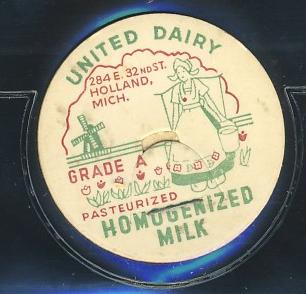 UNITED DAIRY
284 E. 32ND ST.
HOLLAND,
MICH.
GRADE A
PASTEURIZED
HOMOGENIZED
MILK